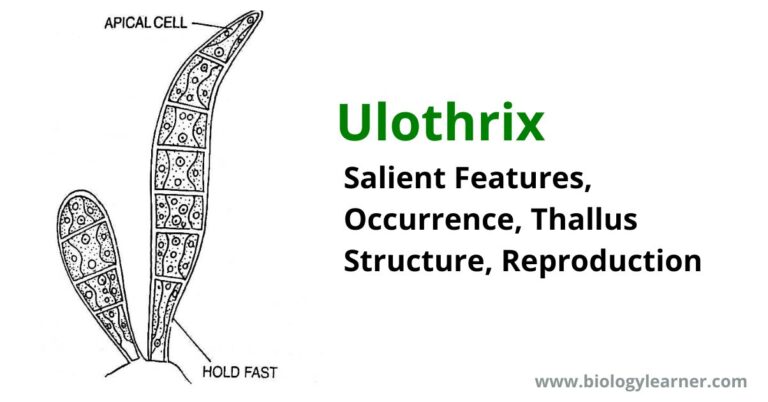 APICAL CELL
Ulothrix
Salient Features,
Occurrence, Thallus
Structure, Reproduction
HOLD FAST
www.biologylearner.com